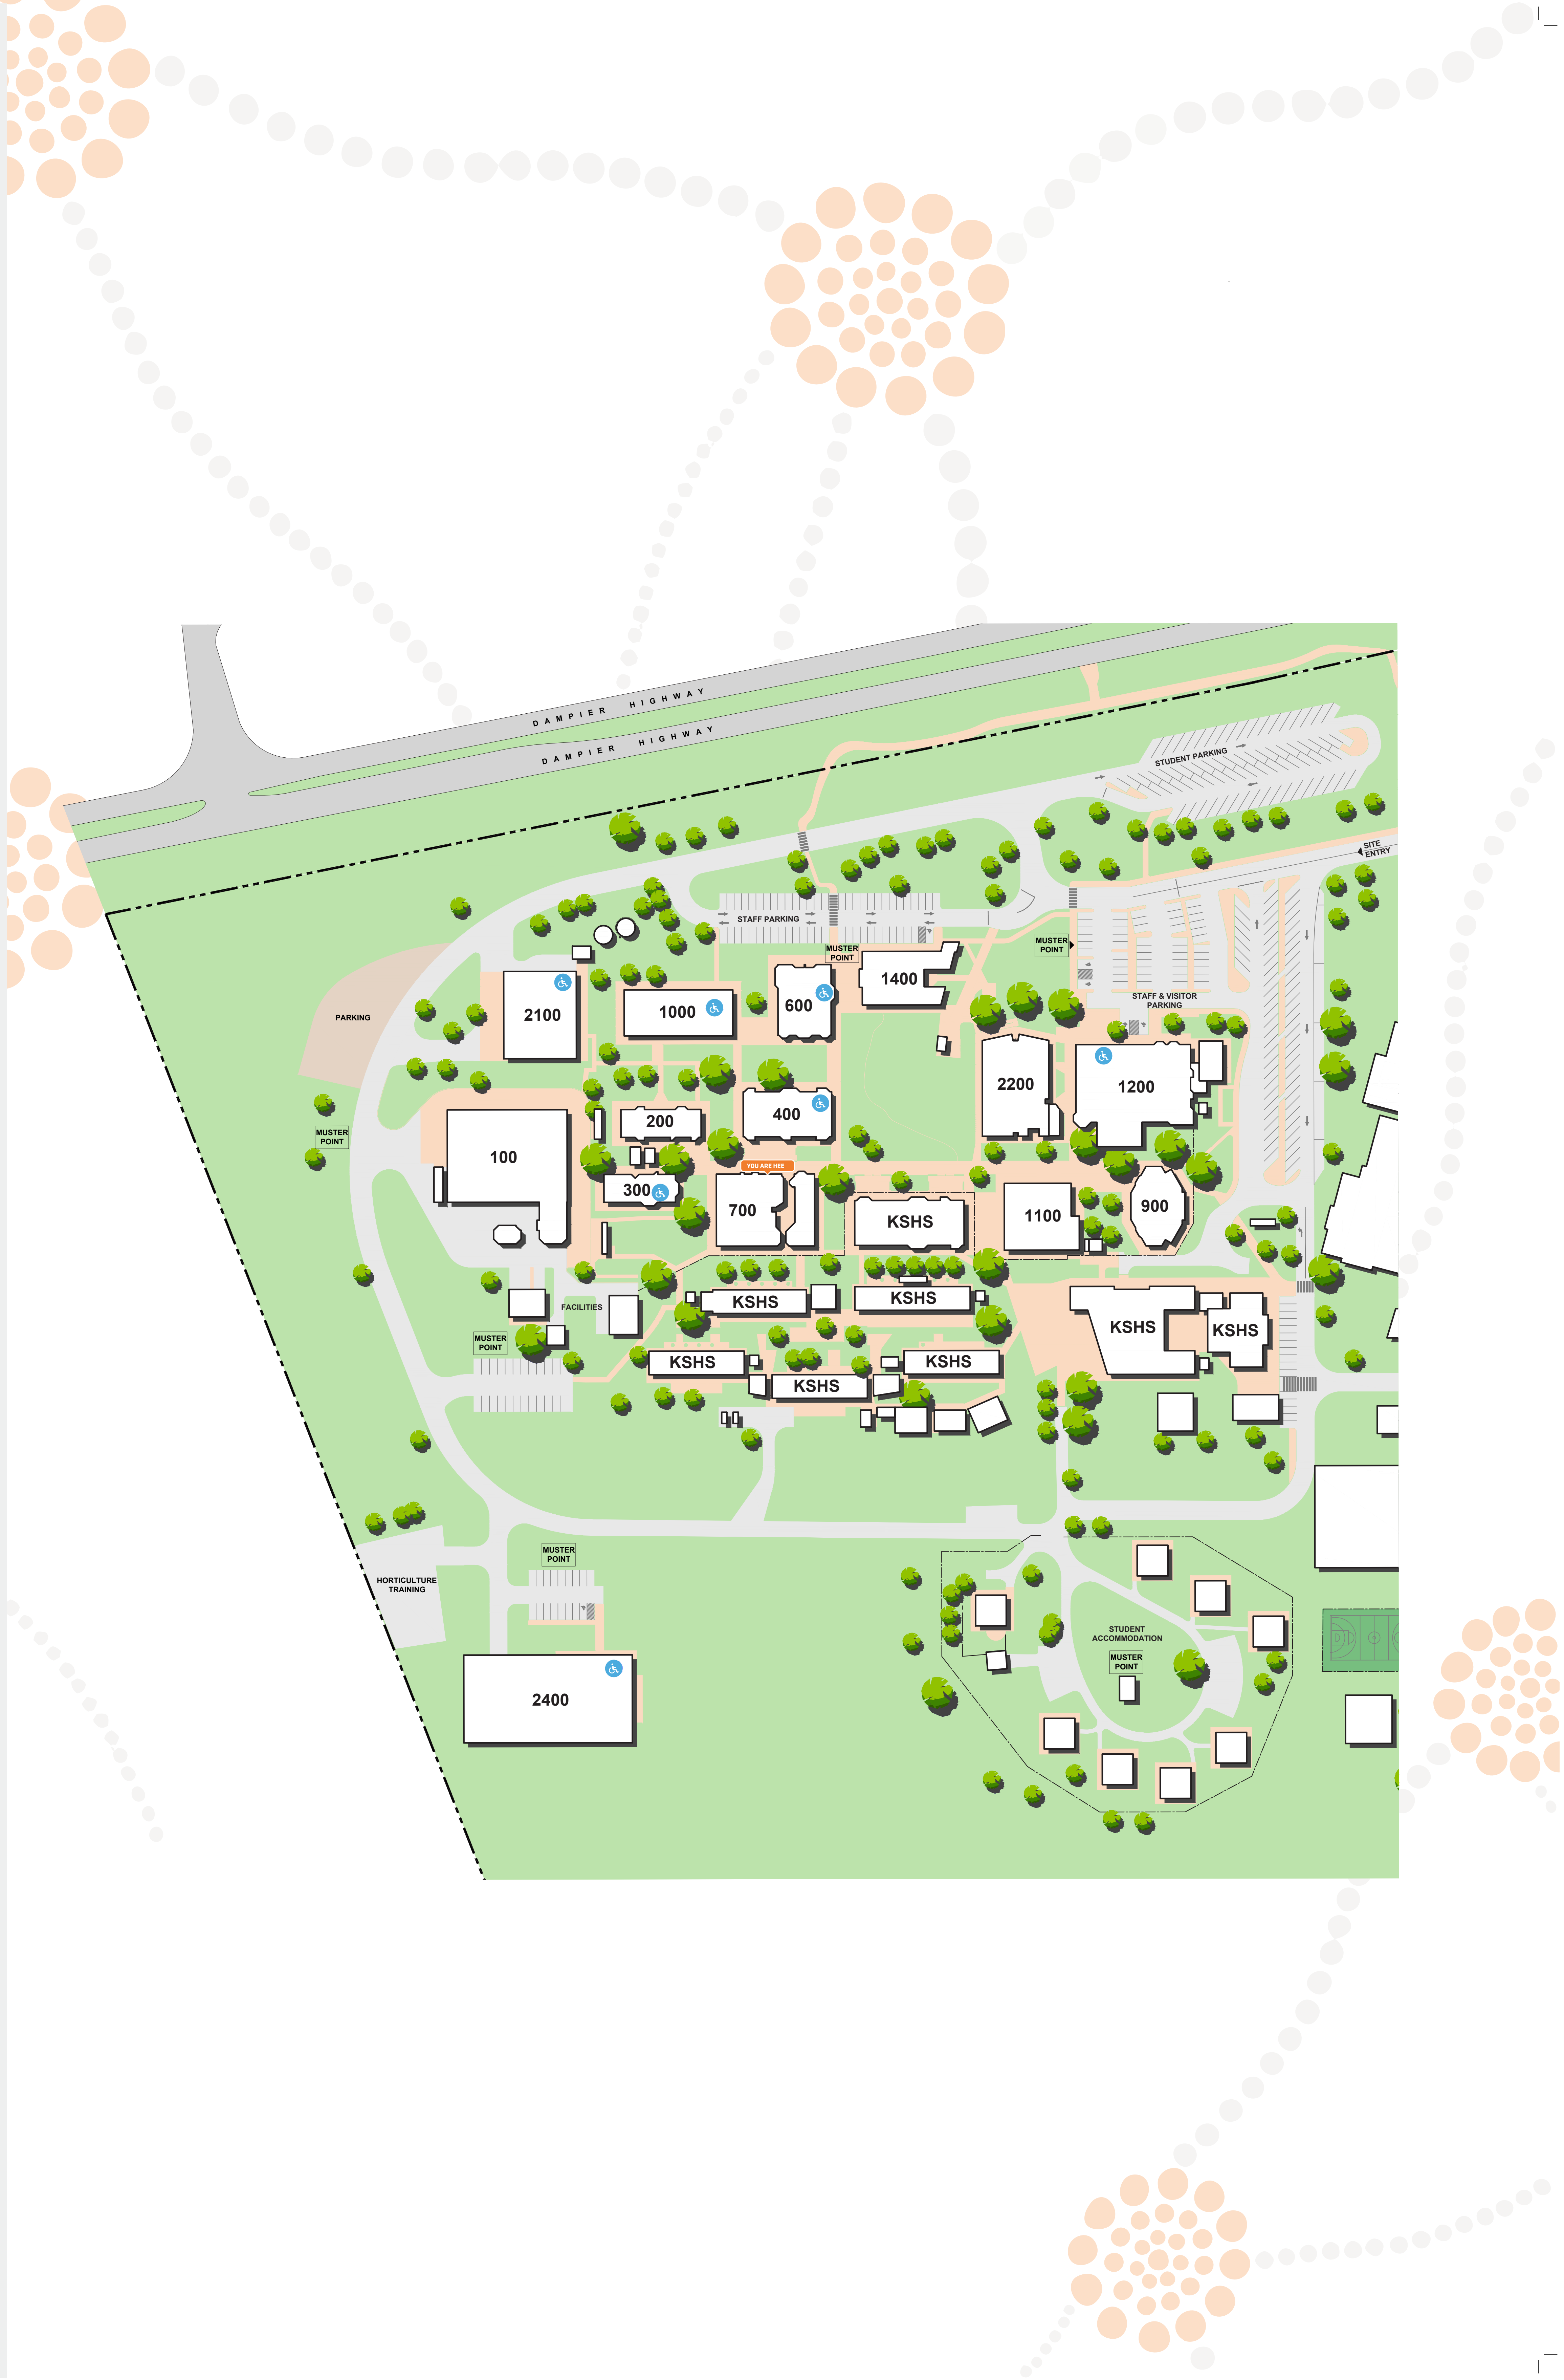 DAMPIER HIGHWAY
DAMPIER HIGHWAY
STUDENT PARKING
SITE
ENTRY
STAFF PARKING
MUSTER
POINT
MUSTER
POINT
1400
600
1000
2100
STAFF & VISITOR
PARKING
PARKING
2200
1200
400
200
MUSTER
POINT
100
YOU ARE HEE
300
700
KSHS
1100
900
FACILITIES
KSHS
KSHS
KSHS
KSHS
MUSTER
POINT
KSHS
KSHS
KSHS
MUSTER
POINT
HORTICULTURE
TRAINING
STUDENT
ACCOMMODATION
MUSTER
POINT
2400